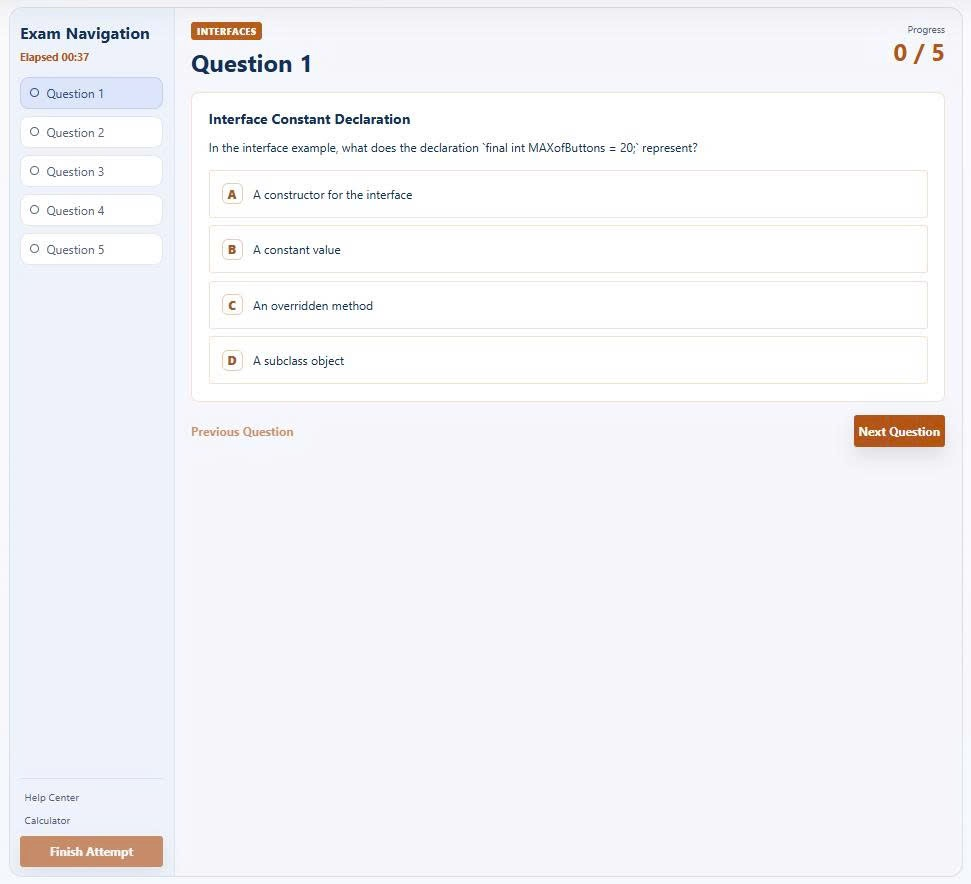 Exam Navigation
Elapsed 00:37
Question 1
Question 2
Question 3
Question 4
Question 5
Help Center
Calculator
Finish Attempt
INTERFACES
Question 1
Progress
0 / 5
Interface Constant Declaration
In the interface example, what does the declaration `final int MAXofButtons = 20;` represent?
A A constructor for the interface
B A constant value
C An overridden method
D A subclass object
Previous Question
Next Question